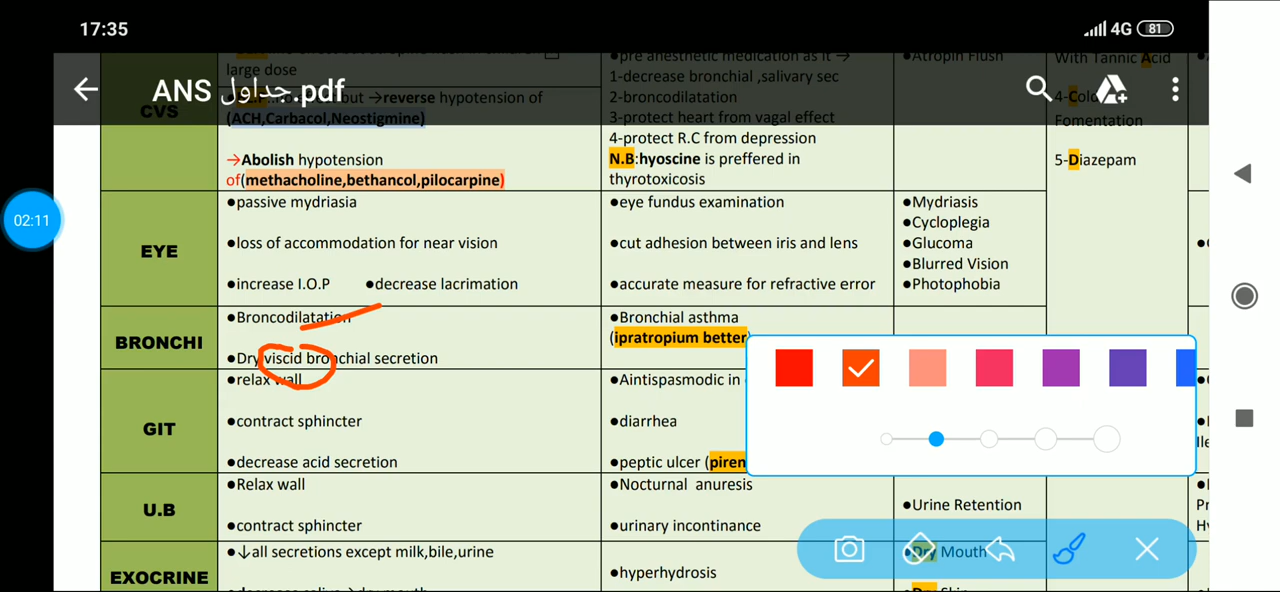 17:35
4G 81
ANS جداول.pdf
large dose
but →reverse hypotension of
(ACH,Carbacol,Neostigmine)
→Abolish hypotension
of(methacholine,bethancol,pilocarpine)
CVS
●pre anesthetic medication as it →
1-decrease bronchial ,salivary sec
2-broncodilatation
3-protect heart from vagal effect
4-protect R.C from depression
N.B:hyoscine is preffered in
thyrotoxicosis
●Atropin Flush
With Tannic Acid
4-Cold
Fomentation
5-Diazepam
02:11
EYE
●passive mydriasia
●loss of accommodation for near vision
●increase I.O.P ●decrease lacrimation
●eye fundus examination
●cut adhesion between iris and lens
●accurate measure for refractive error
●Mydriasis
●Cycloplegia
●Glucoma
●Blurred Vision
●Photophobia
BRONCHI
●Broncodilatation
●Dry viscid bronchial secretion
●Bronchial asthma
(ipratropium better)
GIT
●relax wall
●contract sphincter
●decrease acid secretion
●Aintispasmodic in
●diarrhea
●peptic ulcer (piren
U.B
●Relax wall
●contract sphincter
●Nocturnal anuresis
●urinary incontinance
●Urine Retention
EXOCRINE
●↓all secretions except milk,bile,urine
●hyperhydrosis
●Dry Mouth